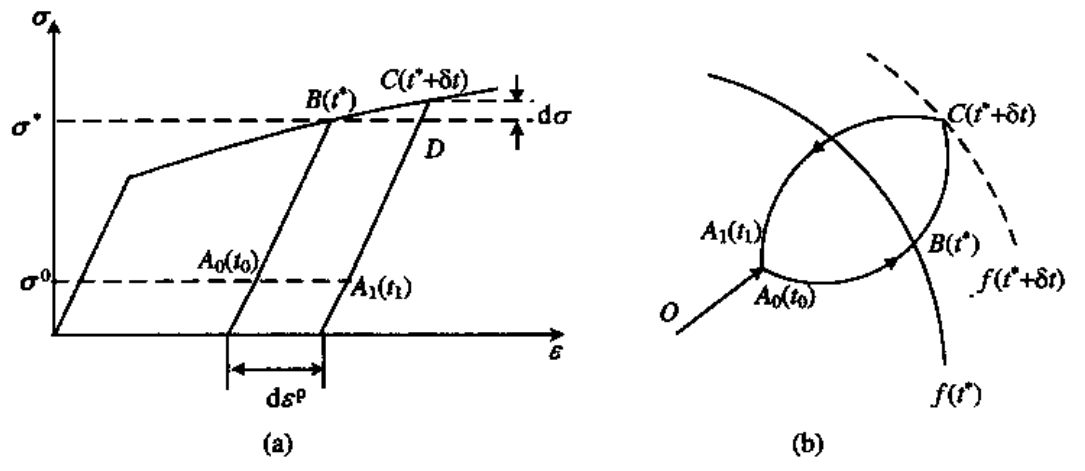 σ
C(t*+δt)
B(t*)
dσ
σ*
D
A₀(t₀)
σ⁰
A₁(t₁)
ε
dεᵖ
(a)
C(t*+δt)
A₁(t₁)
B(t*)
A₀(t₀)
f(t*+δt)
O
f(t*)
(b)